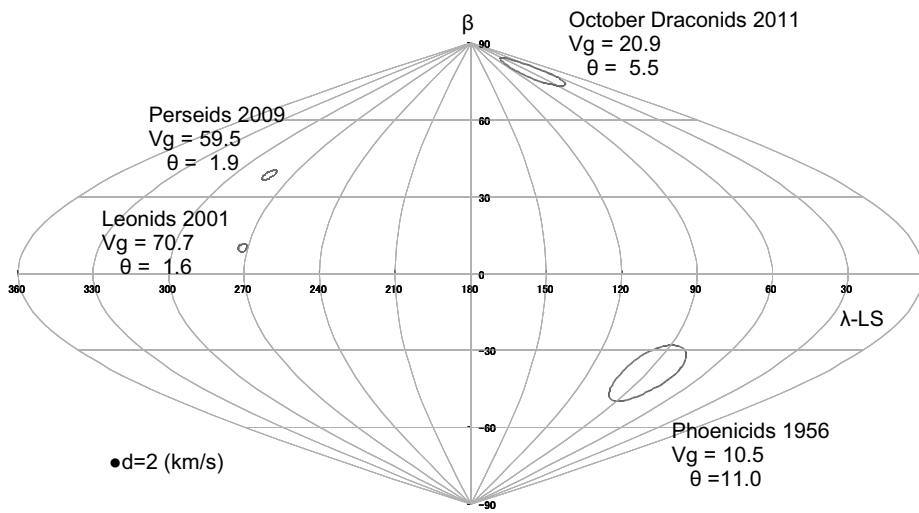 β
October Draconids 2011
Vg = 20.9
θ = 5.5
90
Perseids 2009
Vg = 59.5
θ = 1.9
60
30
Leonids 2001
Vg = 70.7
θ = 1.6
0
360 330 300 270 240 210 180 150 120 90 60 30
λ-LS
-30
-60
Phoenicids 1956
Vg = 10.5
θ =11.0
●d=2 (km/s)
-90